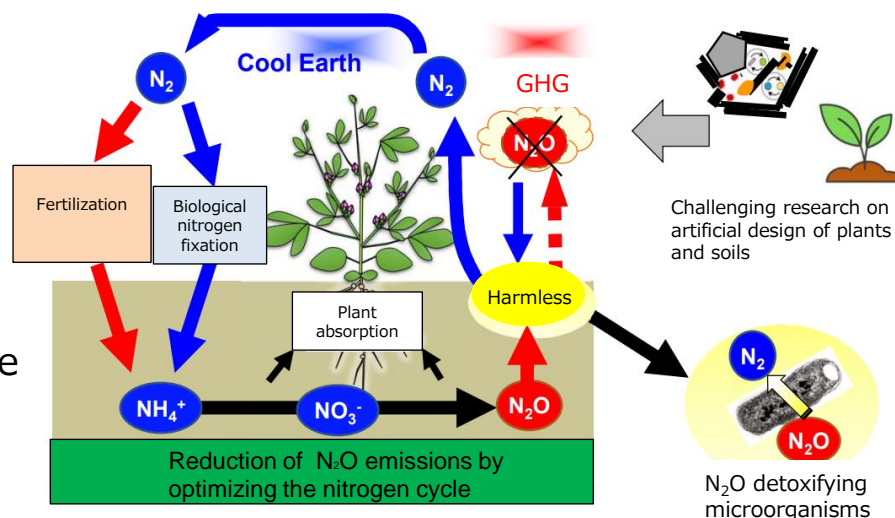 Cool Earth
N₂
N₂
GHG
N₂O
Fertilization
Biological
nitrogen
fixation
Challenging research on
artificial design of plants
and soils
Harmless
Plant
absorption
e
N₂
NH₄⁺
NO₃⁻
N₂O
N₂O
Reduction of N₂O emissions by
optimizing the nitrogen cycle
N₂O detoxifying
microorganisms